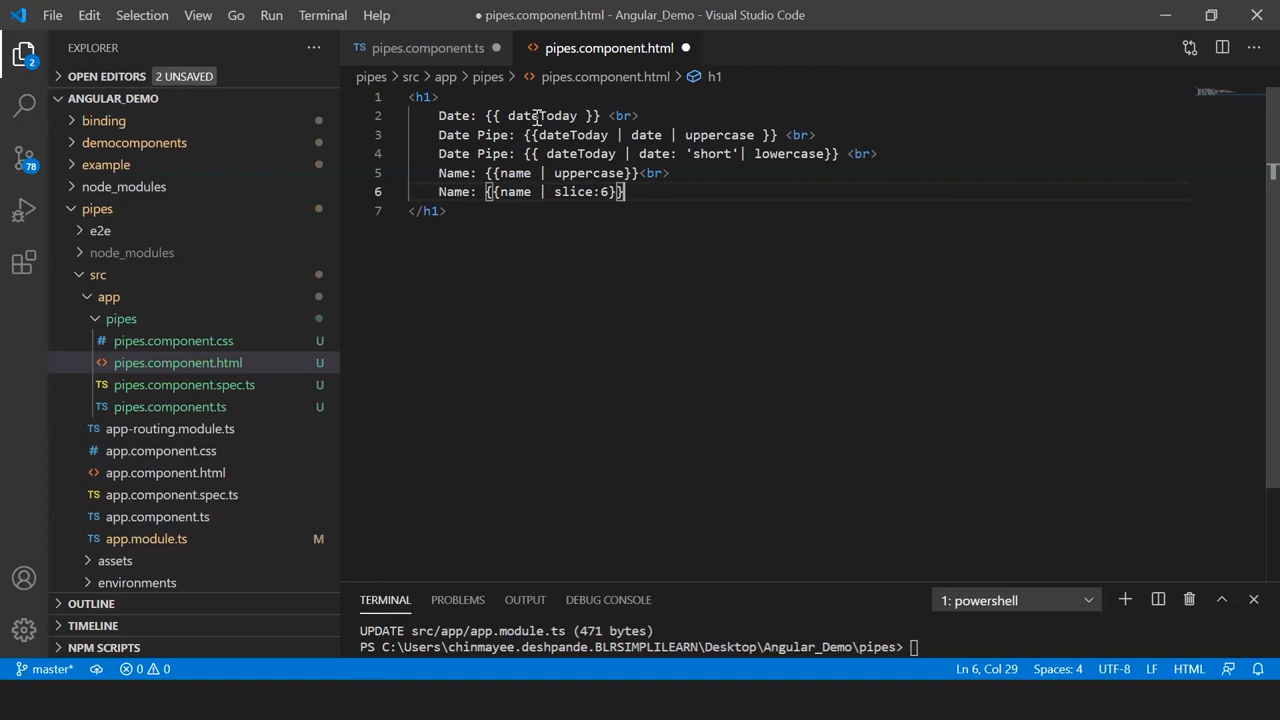 File Edit Selection View Go Run Terminal Help ● pipes.component.html - Angular_Demo - Visual Studio Code
EXPLORER
TS pipes.component.ts
<> pipes.component.html
2
OPEN EDITORS 2 UNSAVED
pipes > src > app > pipes > <> pipes.component.html > h1
ANGULAR_DEMO
binding
democomponents
example
node_modules
pipes
e2e
node_modules
src
app
pipes
# pipes.component.css U
<> pipes.component.html U
TS pipes.component.spec.ts U
TS pipes.component.ts U
TS app-routing.module.ts
# app.component.css
<> app.component.html
TS app.component.spec.ts
TS app.component.ts
TS app.module.ts M
assets
environments
OUTLINE
TIMELINE
NPM SCRIPTS
78
1 <h1>
2 Date: {{ dateToday }} <br>
3 Date Pipe: {{dateToday | date | uppercase }} <br>
4 Date Pipe: {{ dateToday | date: 'short'| lowercase}} <br>
5 Name: {{name | uppercase}}<br>
6 Name: {{name | slice:6}}
7 </h1>
TERMINAL PROBLEMS OUTPUT DEBUG CONSOLE 1: powershell
UPDATE src/app/app.module.ts (471 bytes)
PS C:\Users\chinmayee.deshpande.BLRSIMPLILEARN\Desktop\Angular_Demo\pipes>
master* 0 0 Ln 6, Col 29 Spaces: 4 UTF-8 LF HTML